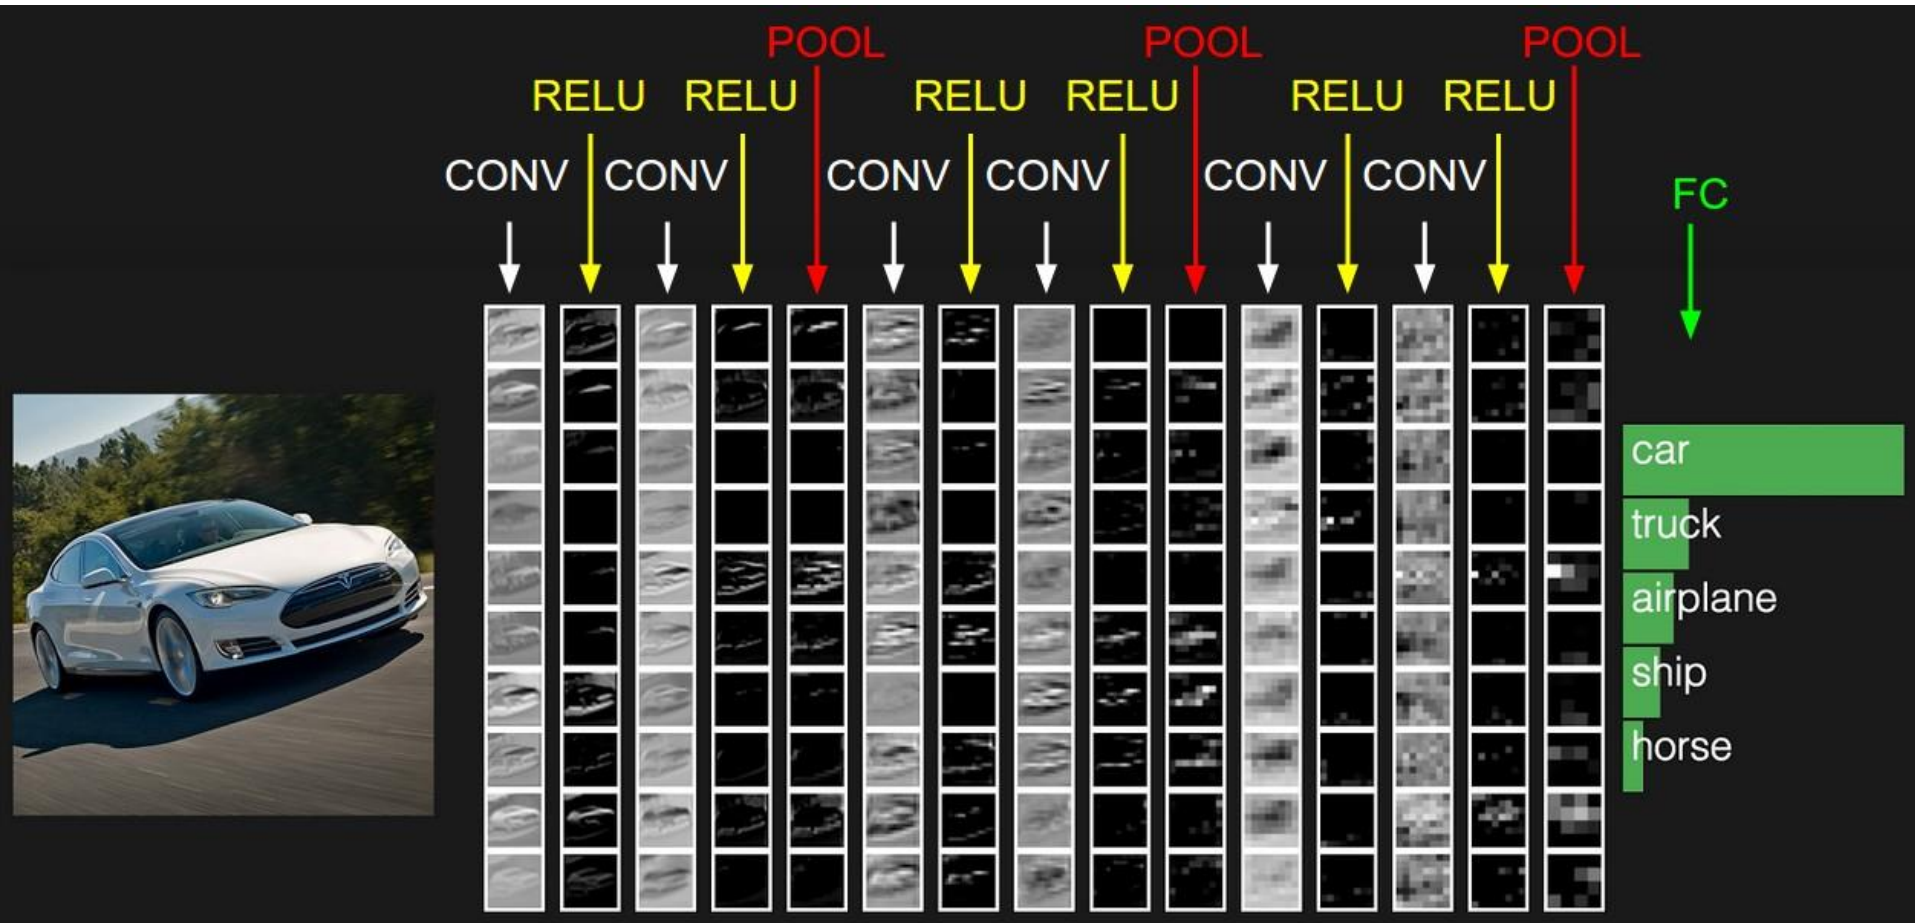 POOL POOL POOL
RELU RELU RELU RELU RELU RELU
CONV CONV CONV CONV CONV CONV
FC
car
truck
airplane
ship
horse